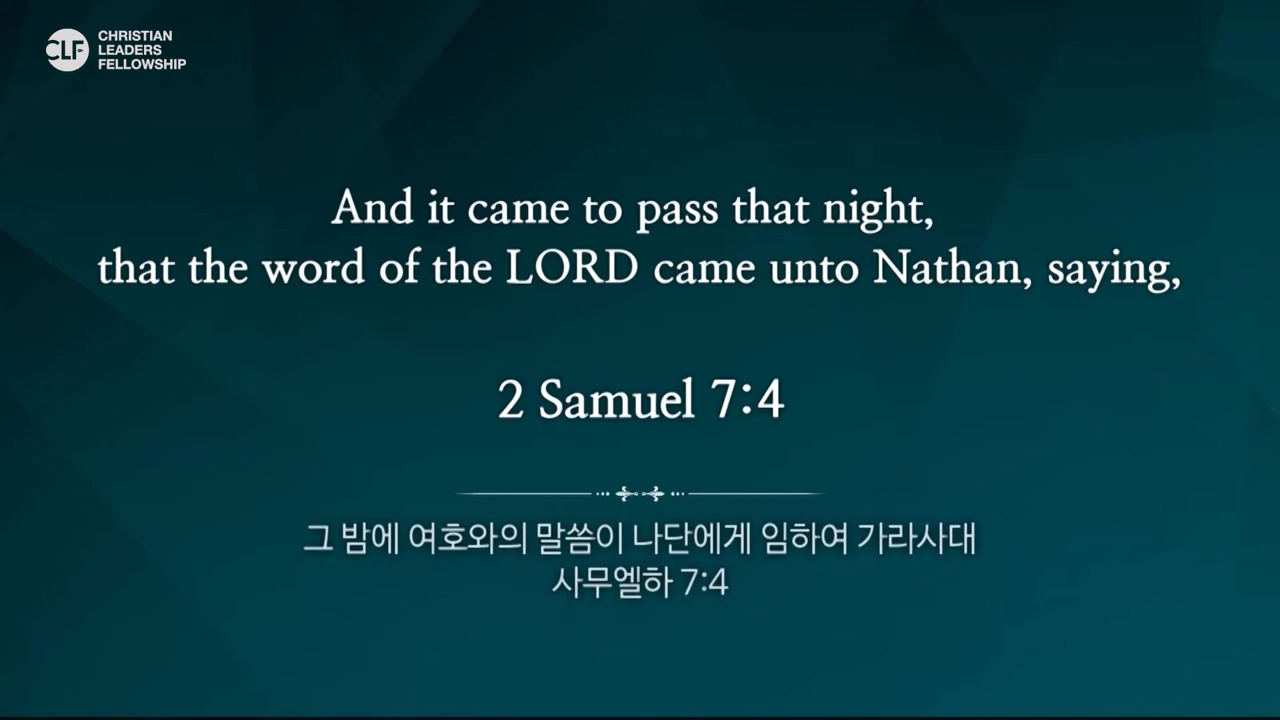 CLF
CHRISTIAN
LEADERS
FELLOWSHIP
And it came to pass that night,
that the word of the LORD came unto Nathan, saying,
2 Samuel 7:4
그 밤에 여호와의 말씀이 나단에게 임하여 가라사대
사무엘하 7:4